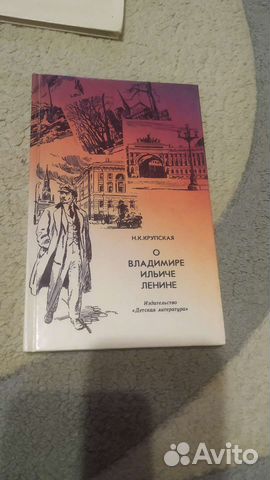 Н.К.КРУПСКАЯ
О
ВЛАДИМИРЕ
ИЛЬИЧЕ
ЛЕНИНЕ
Издательство
«Детская литература»
Avito